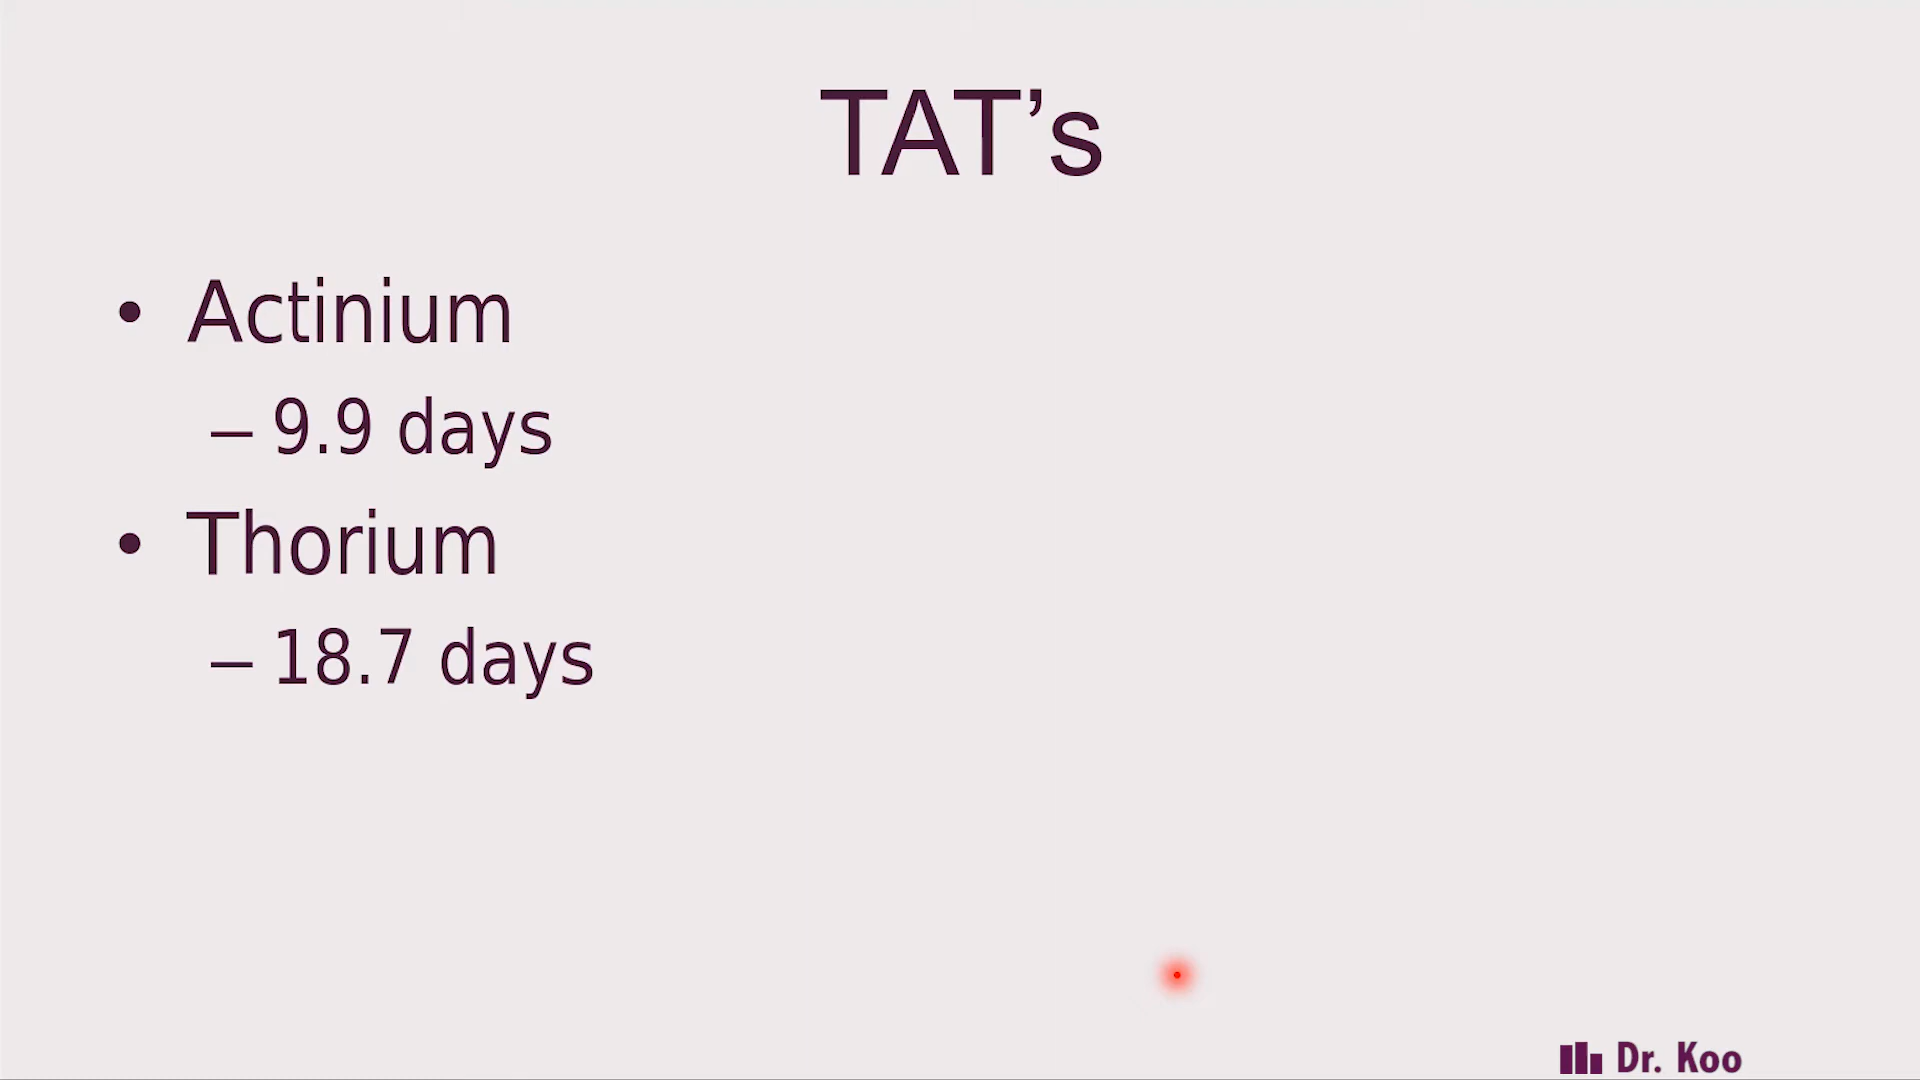 TAT’s
• Actinium
– 9.9 days
• Thorium
– 18.7 days
Dr. Koo